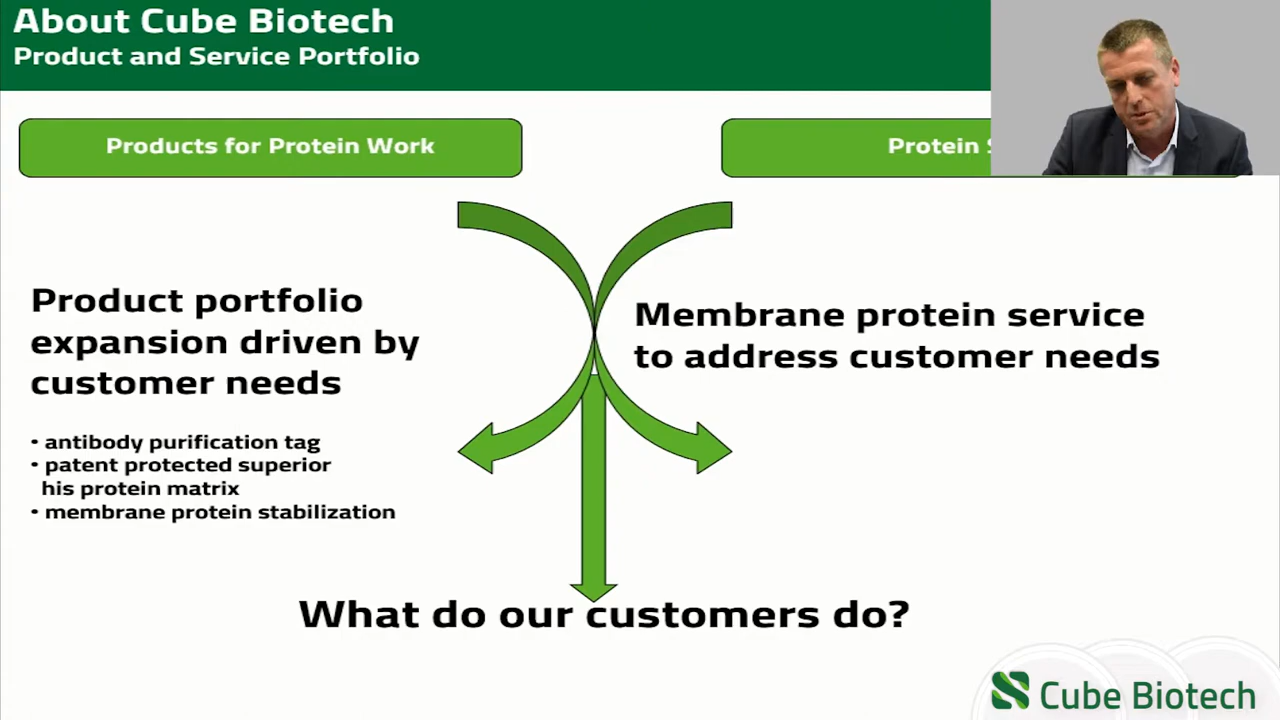 About Cube Biotech
Product and Service Portfolio
Products for Protein Work
Protein
Product portfolio
expansion driven by
customer needs
• antibody purification tag
• patent protected superior
his protein matrix
• membrane protein stabilization
Membrane protein service
to address customer needs
What do our customers do?
Cube Biotech